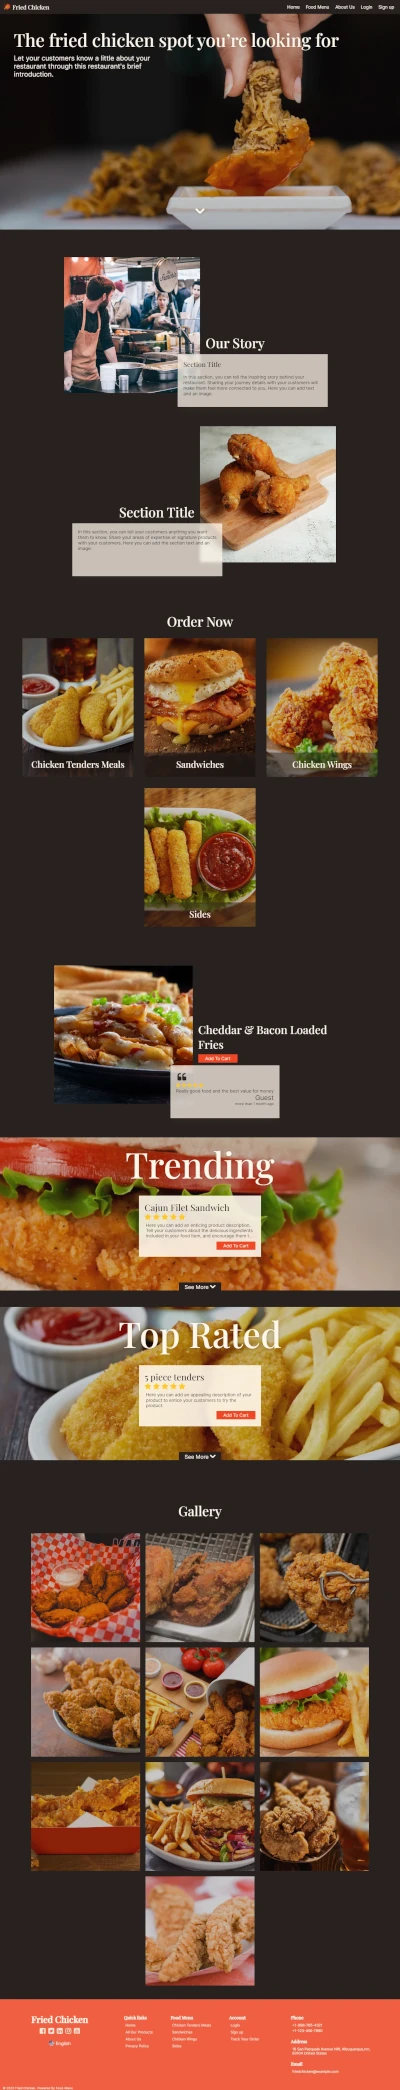 Fried Chicken
Home Food Menu About Us Login Sign up
The fried chicken spot you're looking for
Let your customers know a little about your
restaurant through this restaurant's brief
introduction.
Our Story
Section Title
In this section, you can tell the inspiring story behind your
restaurant. Sharing your journey details with your customers will
make them feel more connected to you. Here you can add text
and an image.
Section Title
In this section, you can tell your customers anything you want
them to know. Share your areas of expertise or signature products
with your customers. Here you can add the section text and an
image.
Order Now
Chicken Tenders Meals
Sandwiches
Chicken Wings
Sides
Cheddar & Bacon Loaded
Fries
Add To Cart
Really good food and the best value for money
Guest
Trending
Cajun Filet Sandwich
Here you can add an enticing product description.
Tell your customers about the delicious ingredients
included in your food item, and encourage them t...
Add To Cart
See More
Top Rated
5 piece tenders
Here you can add an appealing description of your
product to entice your customers to try the
product.
Add To Cart
See More
Gallery
Fried Chicken
English
Quick links
Home
All Our Products
About Us
Privacy Policy
Food Menu
Chicken Tenders Meals
Sandwiches
Chicken Wings
Sides
Account
Login
Sign up
Track Your Order
Phone
Address
Email
friedchicken@example.com